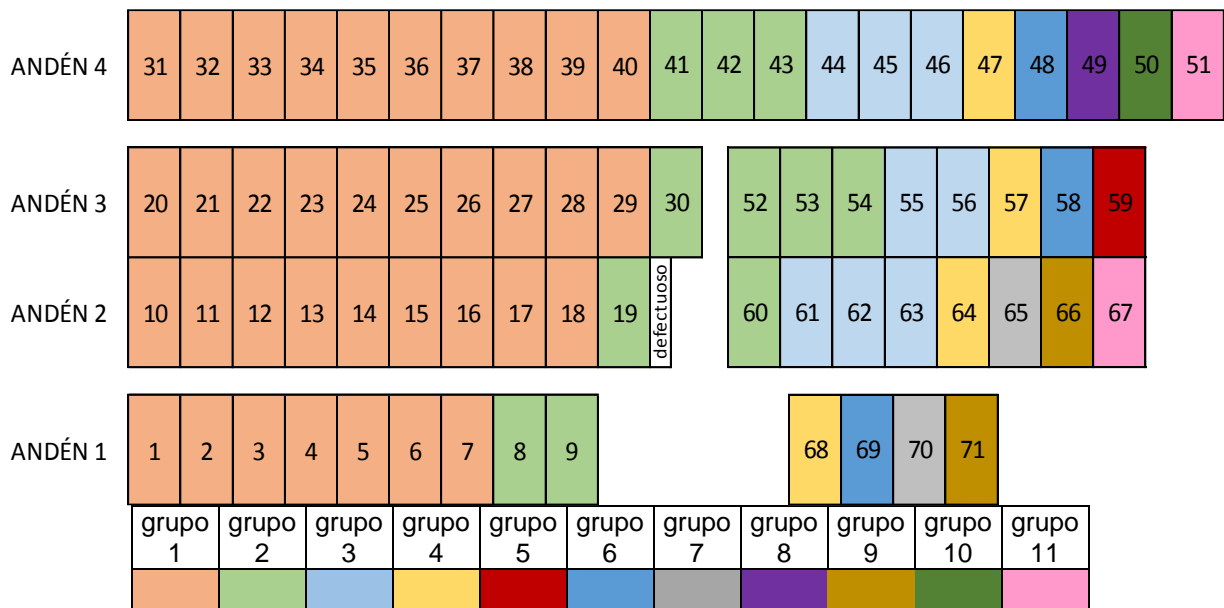 ANDÉN 4 31 32 33 34 35 36 37 38 39 40 41 42 43 44 45 46 47 48 49 50 51
ANDÉN 3 20 21 22 23 24 25 26 27 28 29 30 52 53 54 55 56 57 58 59
ANDÉN 2 10 11 12 13 14 15 16 17 18 19 defectuoso 60 61 62 63 64 65 66 67
ANDÉN 1 1 2 3 4 5 6 7 8 9 68 69 70 71
grupo grupo grupo grupo grupo grupo grupo grupo grupo grupo grupo
1 2 3 4 5 6 7 8 9 10 11